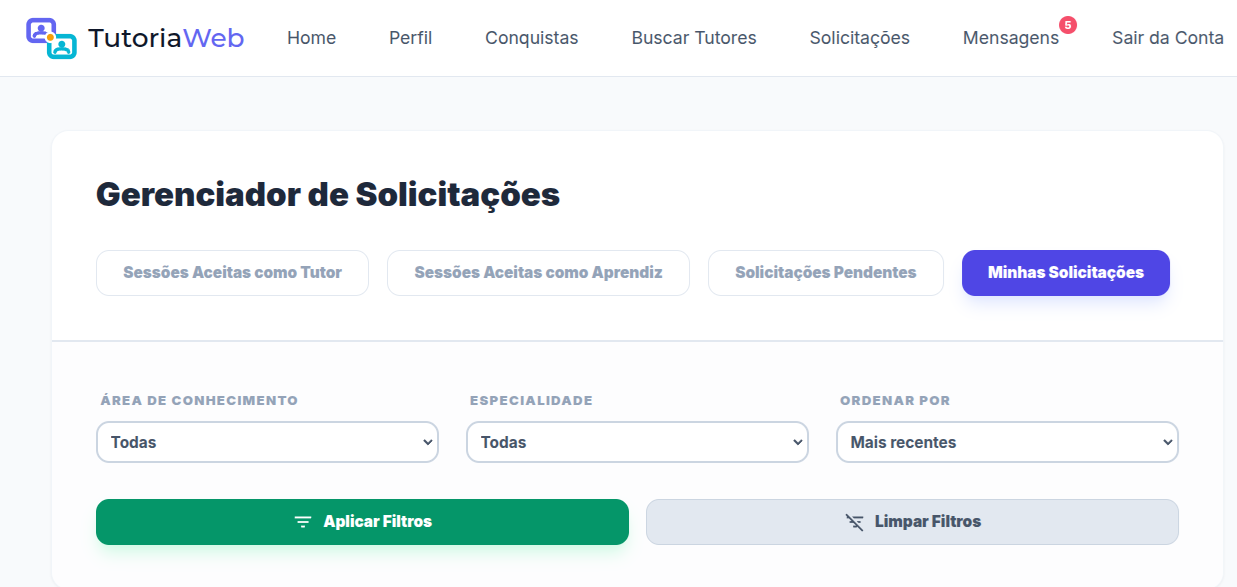 TutoriaWeb Home Perfil Conquistas Buscar Tutores Solicitações Mensagens 5 Sair da Conta
Gerenciador de Solicitações
Sessões Aceitas como Tutor Sessões Aceitas como Aprendiz Solicitações Pendentes Minhas Solicitações
ÁREA DE CONHECIMENTO ESPECIALIDADE ORDENAR POR
Todas Todas Mais recentes
Aplicar Filtros Limpar Filtros